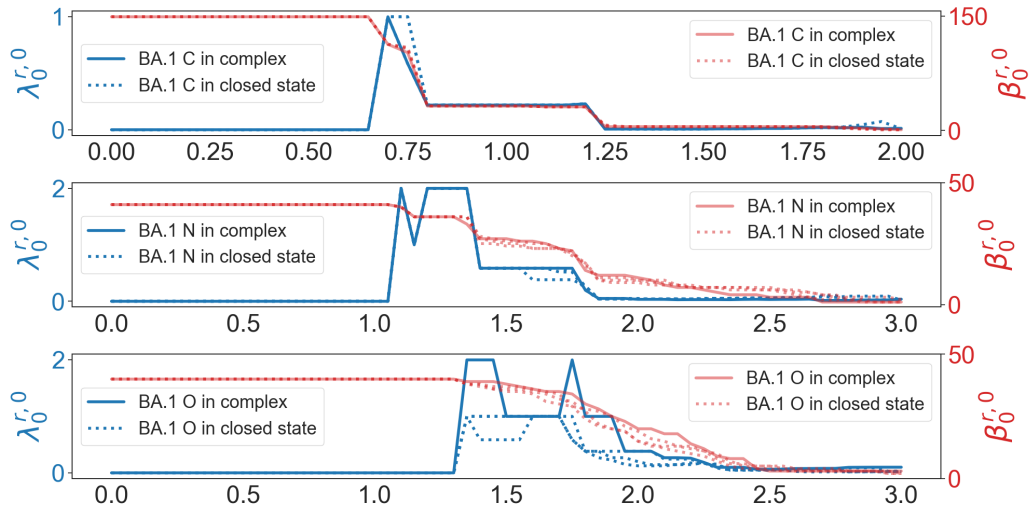 1
0
λ₀^{r, 0}
BA.1 C in complex
BA.1 C in closed state
BA.1 C in complex
BA.1 C in closed state
150
0
β₀^{r, 0}
0.00 0.25 0.50 0.75 1.00 1.25 1.50 1.75 2.00
2
0
λ₀^{r, 0}
BA.1 N in complex
BA.1 N in closed state
BA.1 N in complex
BA.1 N in closed state
50
0
β₀^{r, 0}
0.0 0.5 1.0 1.5 2.0 2.5 3.0
2
0
λ₀^{r, 0}
BA.1 O in complex
BA.1 O in closed state
BA.1 O in complex
BA.1 O in closed state
50
0
β₀^{r, 0}
0.0 0.5 1.0 1.5 2.0 2.5 3.0